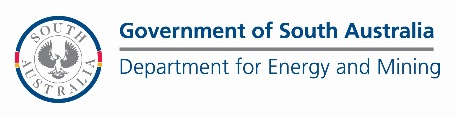 SOUTH
AUSTRALIA
Government of South Australia
Department for Energy and Mining